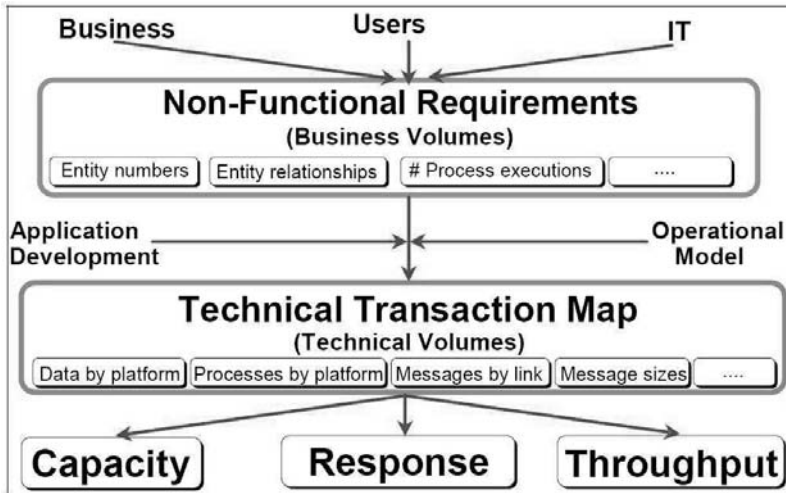 Business Users IT
Non-Functional Requirements
(Business Volumes)
Entity numbers Entity relationships # Process executions ....
Application
Development
Operational
Model
Technical Transaction Map
(Technical Volumes)
Data by platform Processes by platform Messages by link Message sizes ....
Capacity Response Throughput